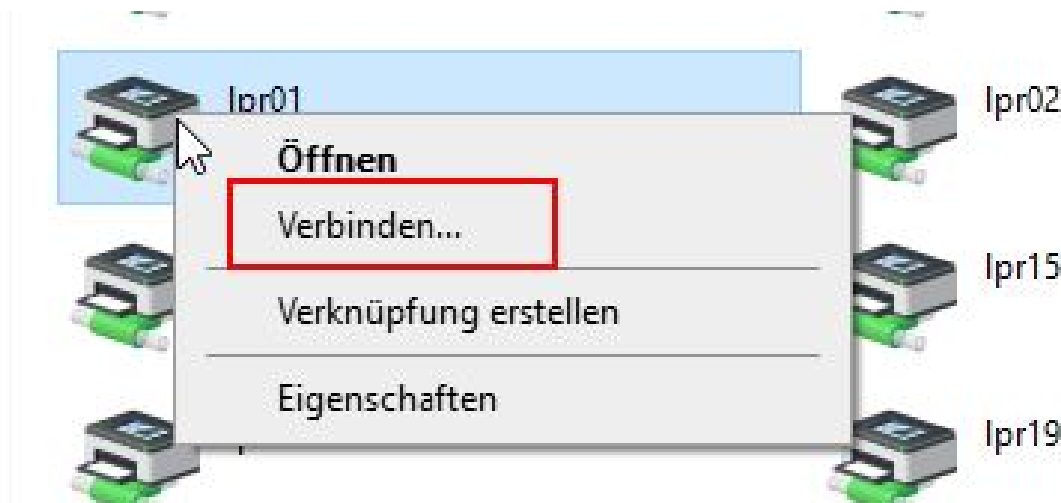 lpr01
lpr02
Öffnen
Verbinden...
lpr15
Verknüpfung erstellen
Eigenschaften
lpr19